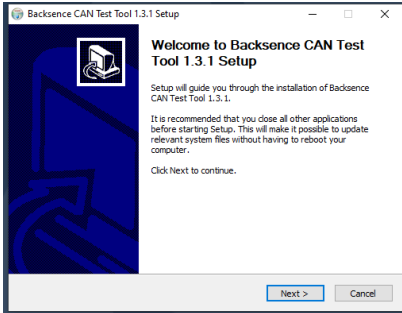 Backsence CAN Test Tool 1.3.1 Setup
Welcome to Backsence CAN Test
Tool 1.3.1 Setup
Setup will guide you through the installation of Backsence
CAN Test Tool 1.3.1.
It is recommended that you close all other applications
before starting Setup. This will make it possible to update
relevant system files without having to reboot your
computer.
Click Next to continue.
Next >
Cancel